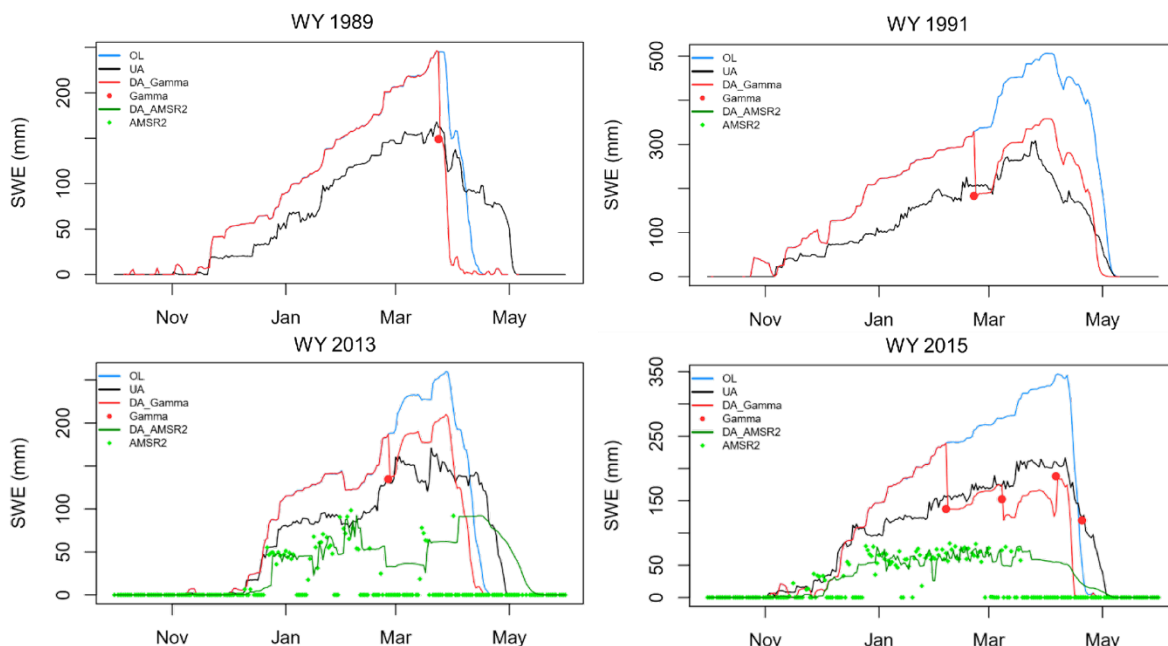 WY 1989
SWE (mm)
200
100
50
0
OL
UA
DA_Gamma
Gamma
DA_AMSR2
AMSR2
Nov Jan Mar May
WY 1991
SWE (mm)
500
300
100
0
OL
UA
DA_Gamma
Gamma
DA_AMSR2
AMSR2
Nov Jan Mar May
WY 2013
SWE (mm)
200
100
50
0
OL
UA
DA_Gamma
Gamma
DA_AMSR2
AMSR2
Nov Jan Mar May
WY 2015
SWE (mm)
350
250
150
50
0
OL
UA
DA_Gamma
Gamma
DA_AMSR2
AMSR2
Nov Jan Mar May